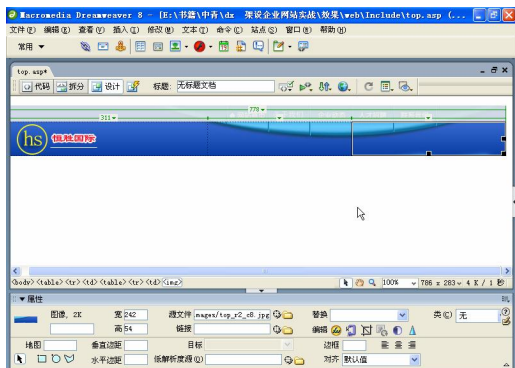 Macromedia Dreamweaver 8 - [E:\书籍\中青\dx 架设企业网站实战\效果\web\Include\top.asp (...
文件(F) 编辑(E) 查看(V) 插入(I) 修改(M) 文本(T) 命令(C) 站点(S) 窗口(W) 帮助(H)
常用
top.asp*
代码 拆分 设计 标题: 无标题文档
778
311
hs 恒胜国际
<body> <table> <tr> <td> <table> <tr> <td> <img> 100% 786 x 283 4 K / 1 秒
属性
图像, 2K 宽 242 源文件 mages/top_r2_c8.jpg 替换 类(C) 无
高 54 链接 编辑
地图 垂直边距 目标 边框
水平边距 低解析度源(O) 对齐 默认值